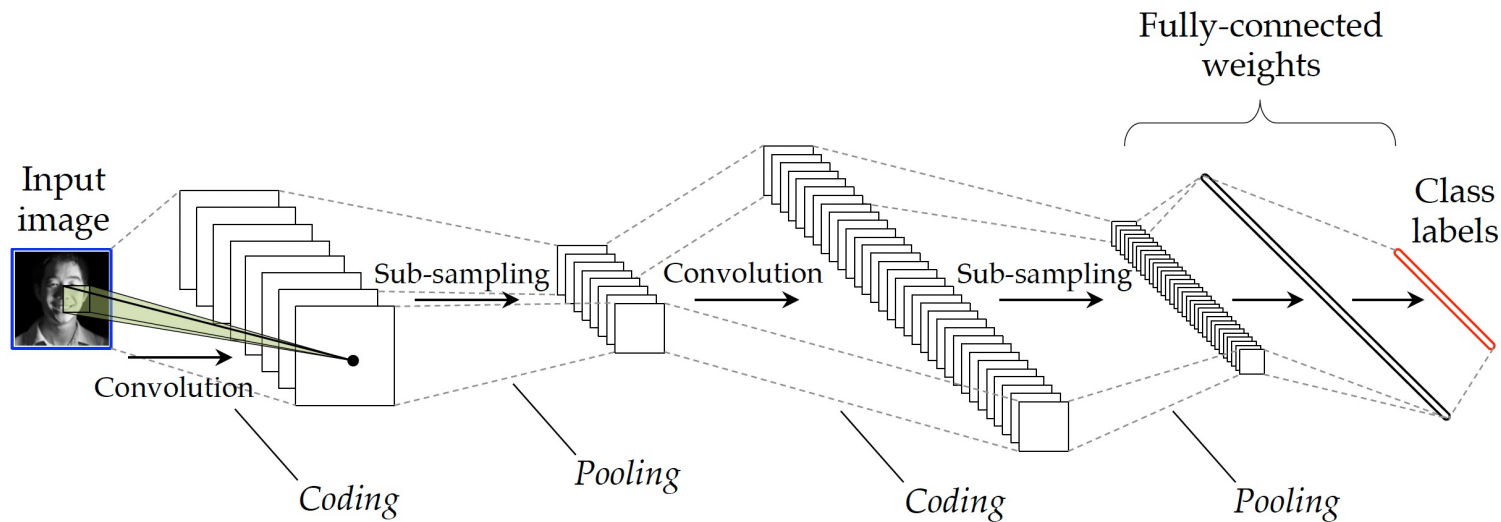 Fully-connected
weights
Input
image
Class
labels
Sub-sampling
Convolution
Sub-sampling
Convolution
Coding
Pooling
Coding
Pooling